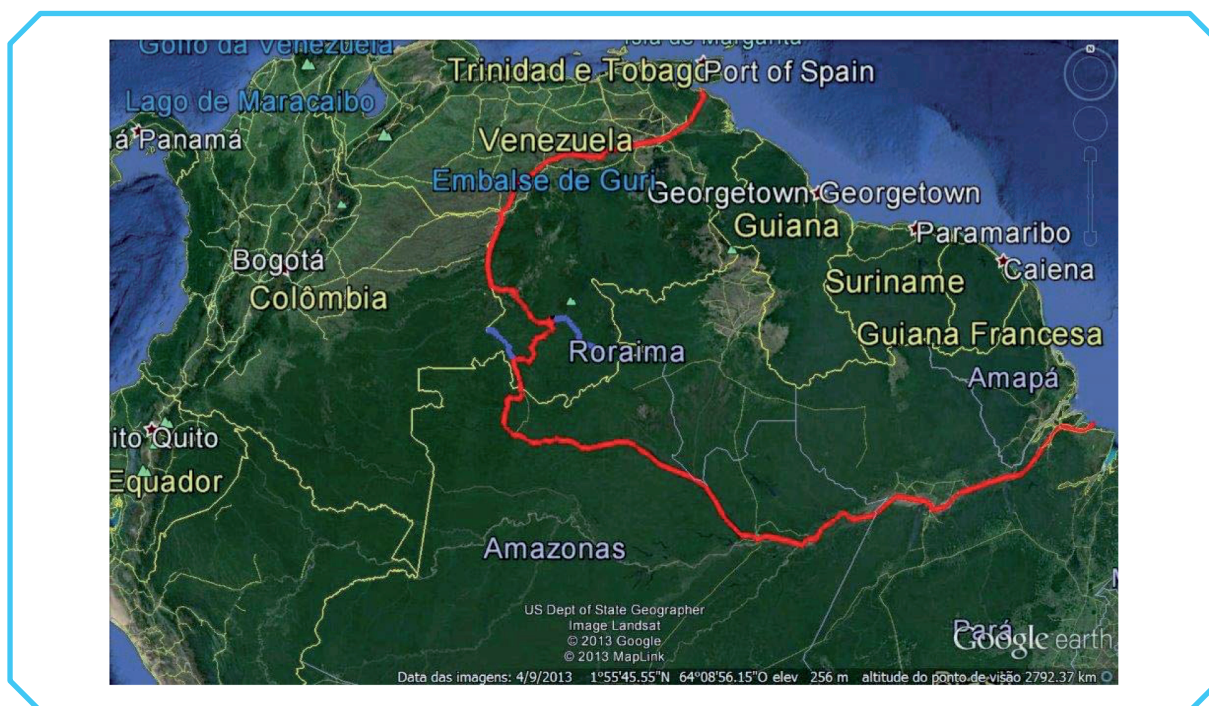 Golfo da Venezuela
Trinidad e Tobago
Port of Spain
Lago de Maracaibo
Panamá
Venezuela
Embalse de Guri
Georgetown
Georgetown
Guiana
Paramaribo
Bogotá
Caiena
Colômbia
Suriname
Guiana Francesa
Roraima
Amapá
Quito
Equador
Amazonas
US Dept of State Geographer
Image Landsat
© 2013 Google
© 2013 MapLink
Pará
Google earth
Data das imagens: 4/9/2013 1°55'45.55"N 64°08'56.15"O elev 256 m altitude do ponto de visão 2792.37 km